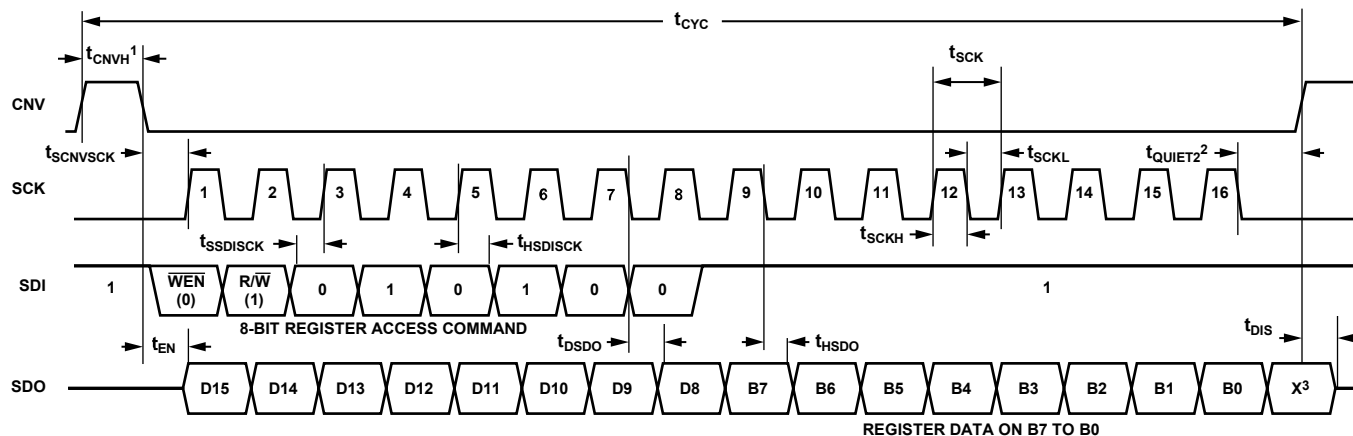 tCYC
tCNVH1
tSCK
CNV
tSCNVSCK
tSCKL
tQUIET2 2
SCK
1 2 3 4 5 6 7 8 9 10 11 12 13 14 15 16
tSSDISCK
tHSDISCK
tSCKH
SDI
1 WEN (0) R/W (1) 0 1 0 1 0 0 1
8-BIT REGISTER ACCESS COMMAND
tEN
tDSDO
tHSDO
tDIS
SDO
D15 D14 D13 D12 D11 D10 D9 D8 B7 B6 B5 B4 B3 B2 B1 B0 X3
REGISTER DATA ON B7 TO B0